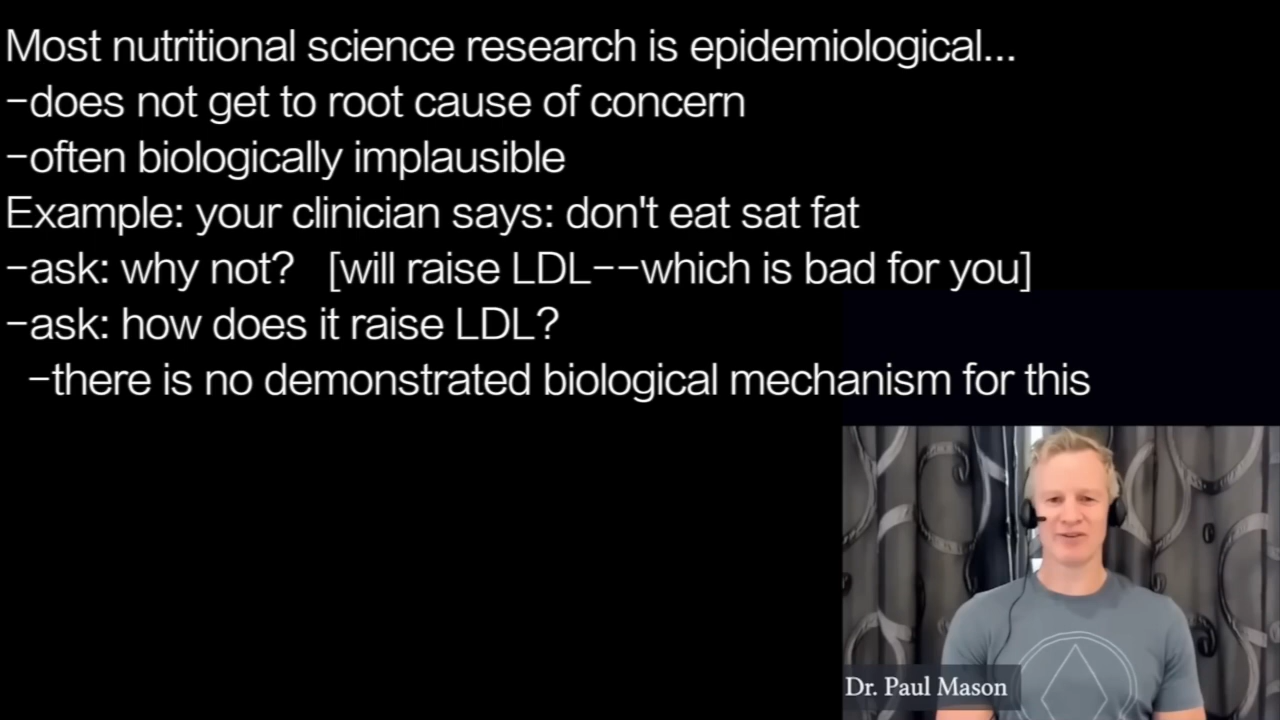 Most nutritional science research is epidemiological...
-does not get to root cause of concern
-often biologically implausible
Example: your clinician says: don't eat sat fat
-ask: why not?   [will raise LDL--which is bad for you]
-ask: how does it raise LDL?
-there is no demonstrated biological mechanism for this
Dr. Paul Mason